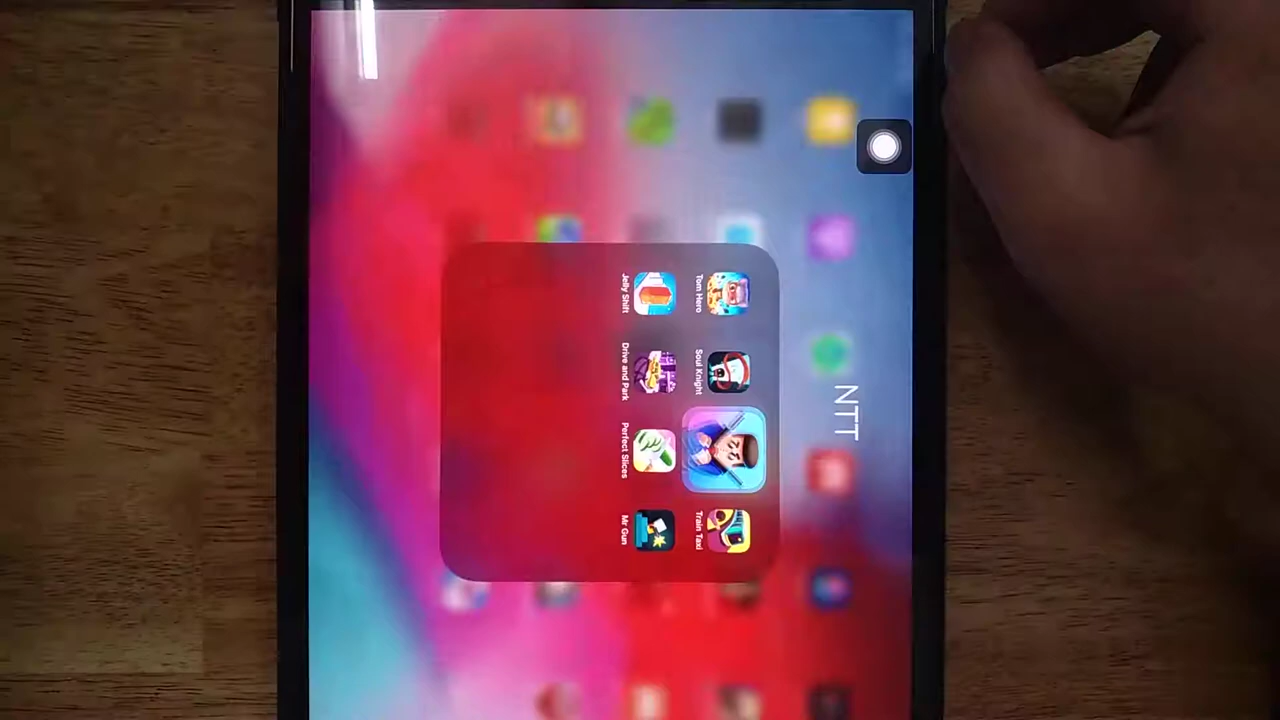 NTT
Tom Hero
Soul Knight
Train Taxi
Jelly Shift
Drive and Park
Perfect Slices
Mr Gun